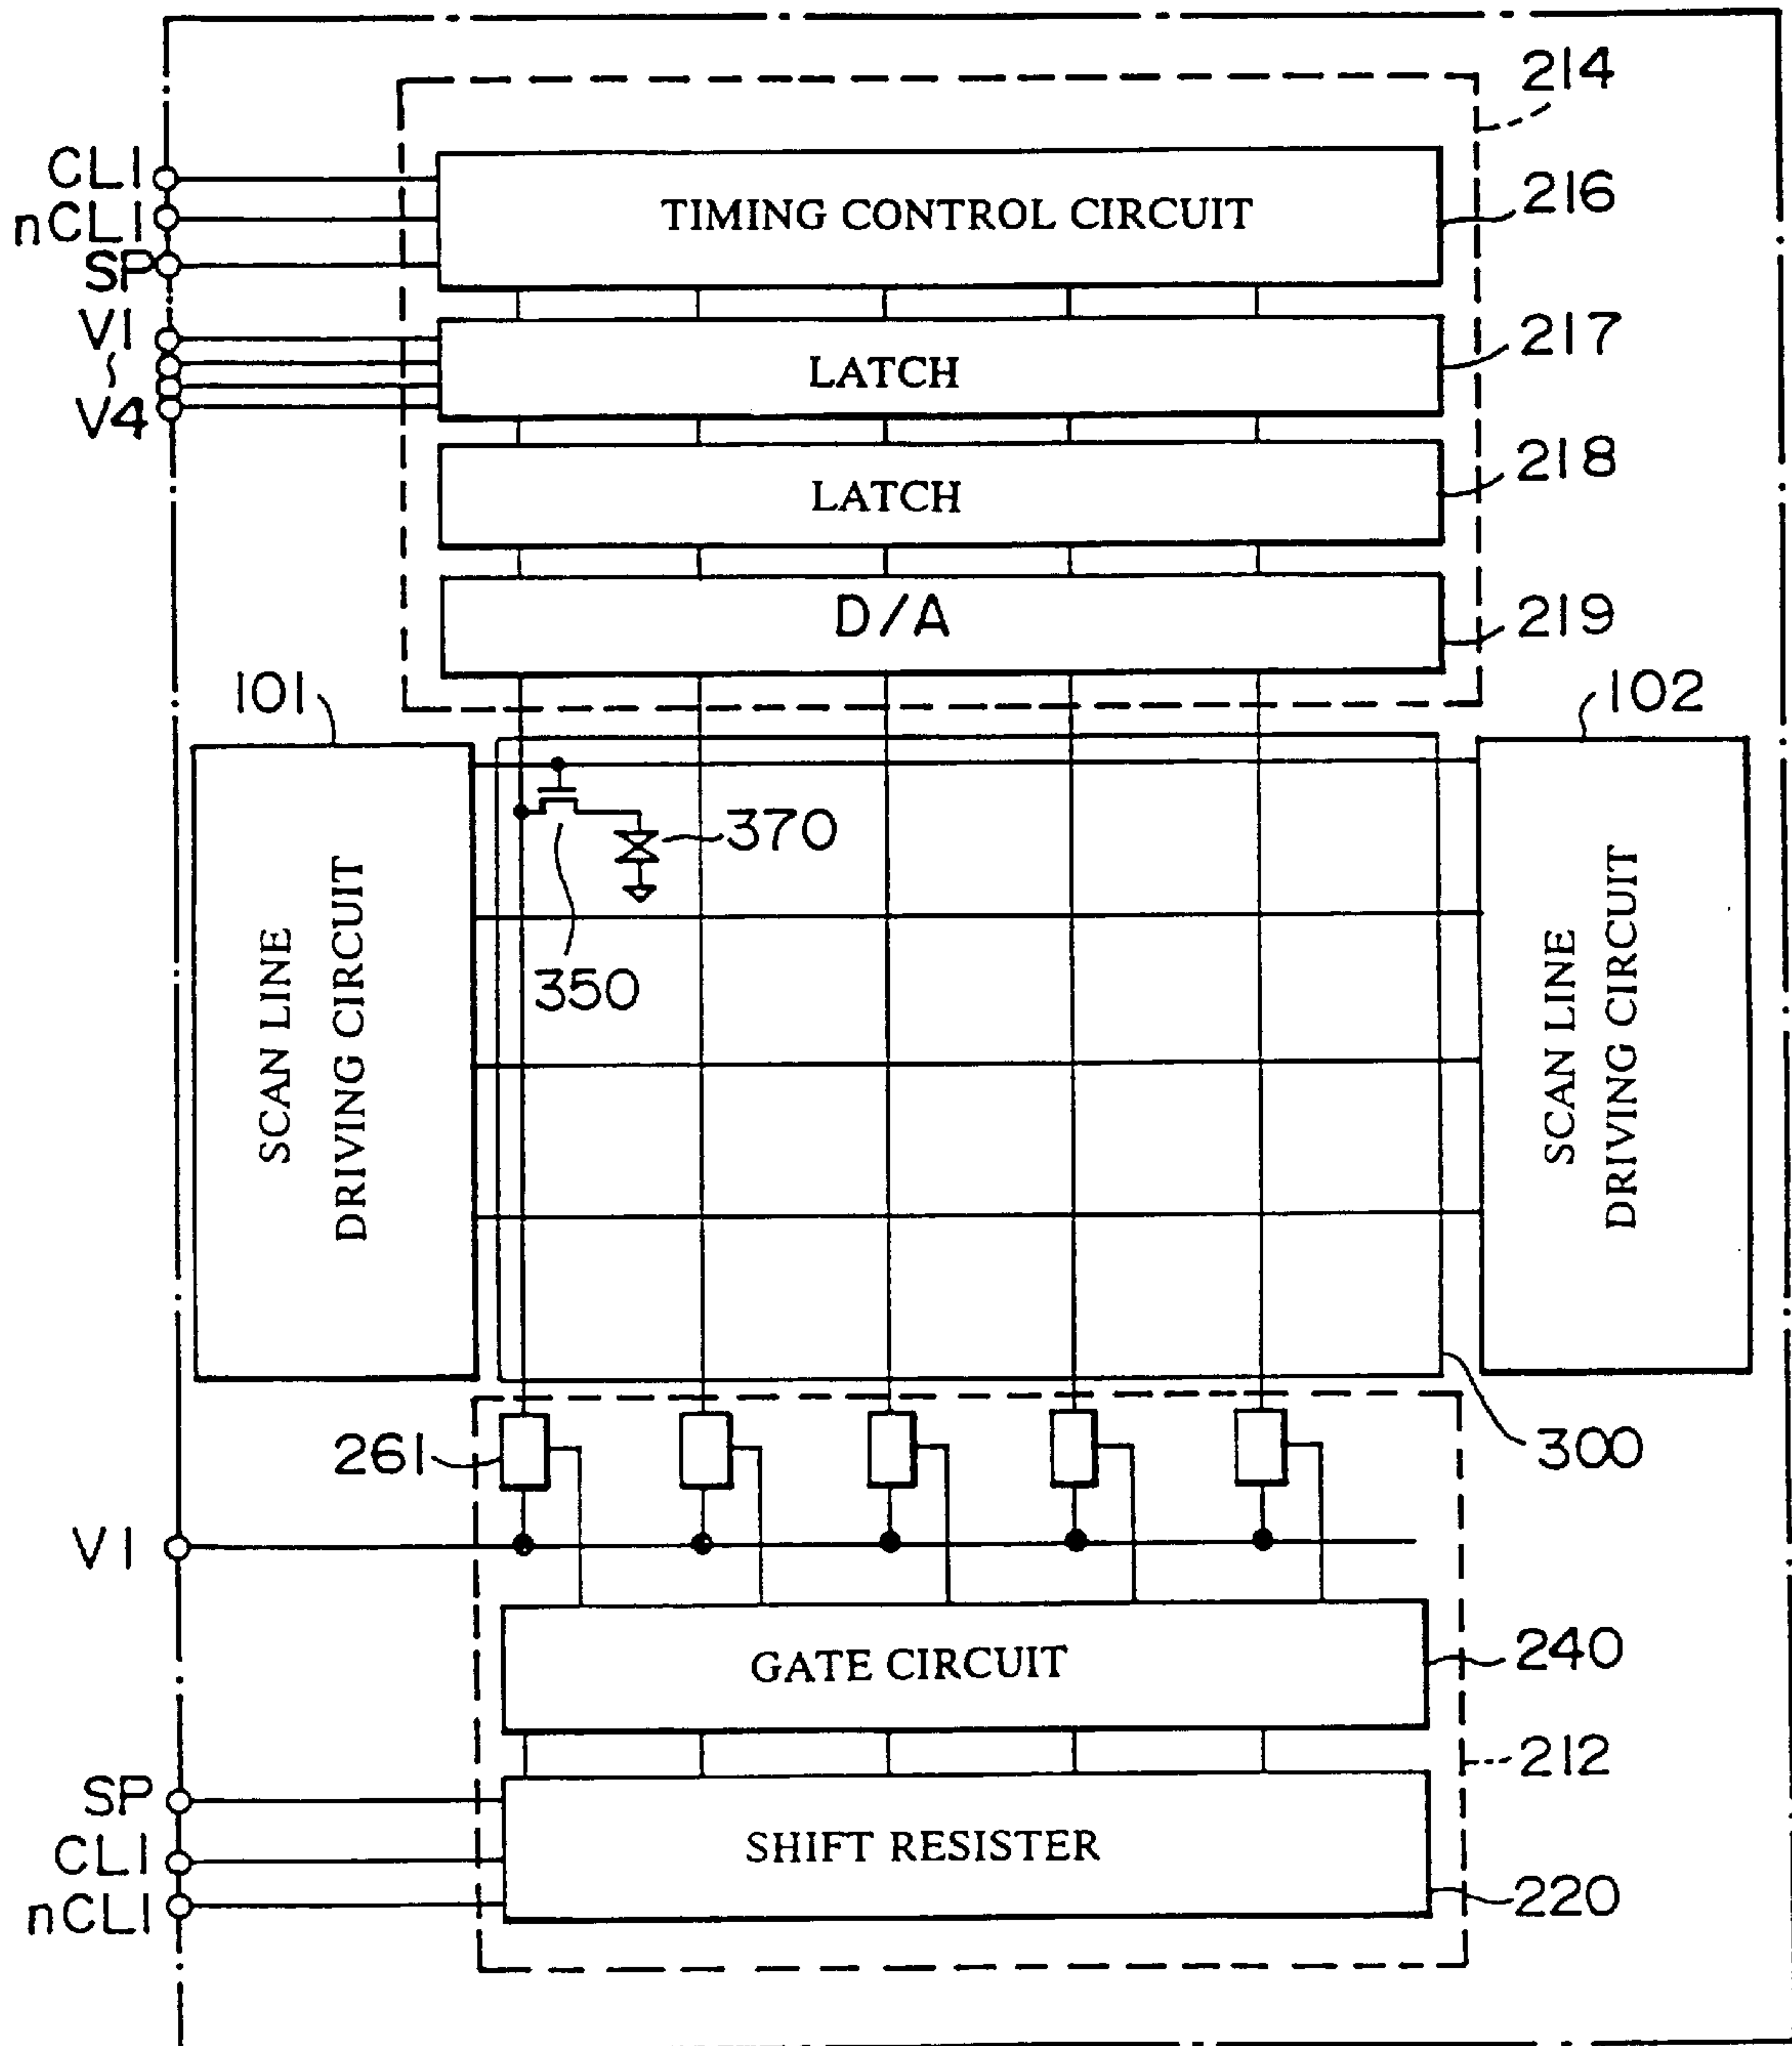 214
CL1
nCL1
SP
TIMING CONTROL CIRCUIT
216
V1
V4
LATCH
217
LATCH
218
D/A
219
101
102
370
350
SCAN LINE
DRIVING CIRCUIT
SCAN LINE
DRIVING CIRCUIT
261
300
V1
GATE CIRCUIT
240
212
SP
CL1
nCL1
SHIFT RESISTER
220